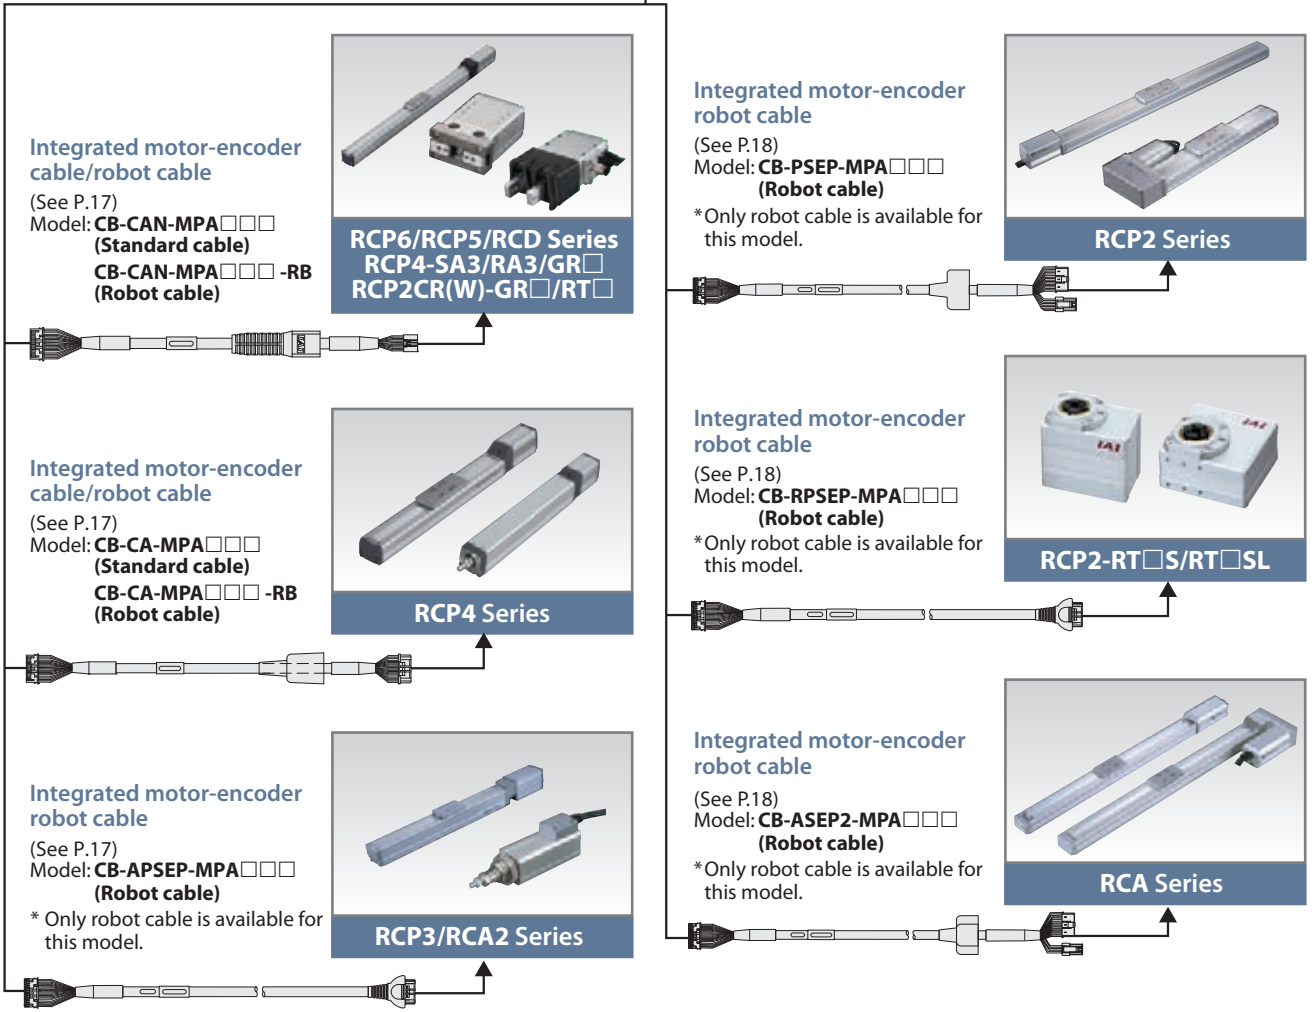 Integrated motor-encoder
cable/robot cable
(See P.17)
Model: CB-CAN-MPA□□□
(Standard cable)
CB-CAN-MPA□□□ -RB
(Robot cable)
RCP6/RCP5/RCD Series
RCP4-SA3/RA3/GR□
RCP2CR(W)-GR□/RT□
IAI
Integrated motor-encoder
cable/robot cable
(See P.17)
Model: CB-CA-MPA□□□
(Standard cable)
CB-CA-MPA□□□ -RB
(Robot cable)
RCP4 Series
Integrated motor-encoder
robot cable
(See P.17)
Model: CB-APSEP-MPA□□□
(Robot cable)
* Only robot cable is available for
this model.
RCP3/RCA2 Series
Integrated motor-encoder
robot cable
(See P.18)
Model: CB-PSEP-MPA□□□
(Robot cable)
*Only robot cable is available for
this model.
RCP2 Series
Integrated motor-encoder
robot cable
(See P.18)
Model: CB-RPSEP-MPA□□□
(Robot cable)
*Only robot cable is available for
this model.
IAI
IAI
RCP2-RT□S/RT□SL
Integrated motor-encoder
robot cable
(See P.18)
Model: CB-ASEP2-MPA□□□
(Robot cable)
*Only robot cable is available for
this model.
RCA Series